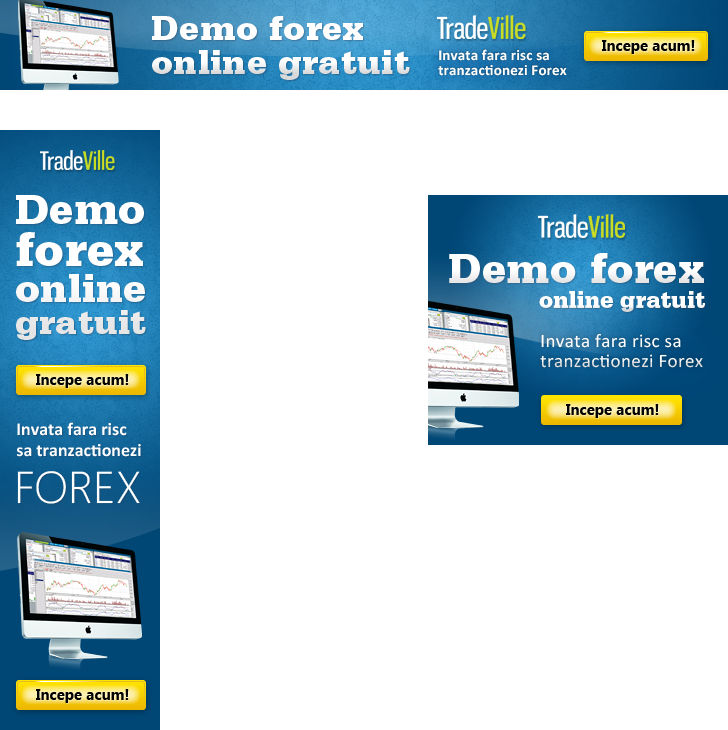 Demo forex
online gratuit
TradeVille
Invata fara risc sa
tranzactionezi Forex
Incepe acum!
TradeVille
Demo
forex
online
gratuit
Incepe acum!
Invata fara risc
sa tranzactionezi
FOREX
Incepe acum!
TradeVille
Demo forex
online gratuit
Invata fara risc sa
tranzactionezi Forex
Incepe acum!